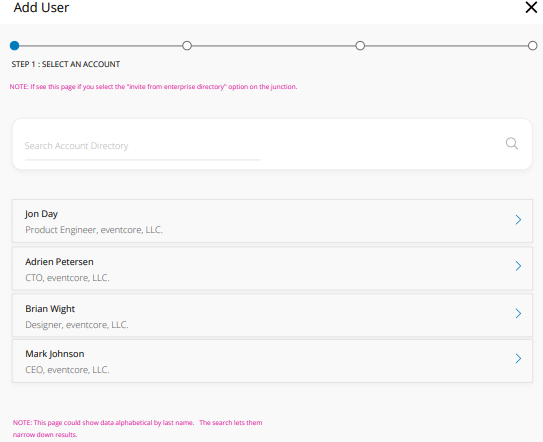 Add User
STEP 1 : SELECT AN ACCOUNT
NOTE: If see this page if you select the "invite from enterprise directory" option on the junction.
Search Account Directory
Jon Day
Product Engineer, eventcore, LLC.
Adrien Petersen
CTO, eventcore, LLC.
Brian Wight
Designer, eventcore, LLC.
Mark Johnson
CEO, eventcore, LLC.
NOTE: This page could show data alphabetical by last name. The search lets them
narrow down results.